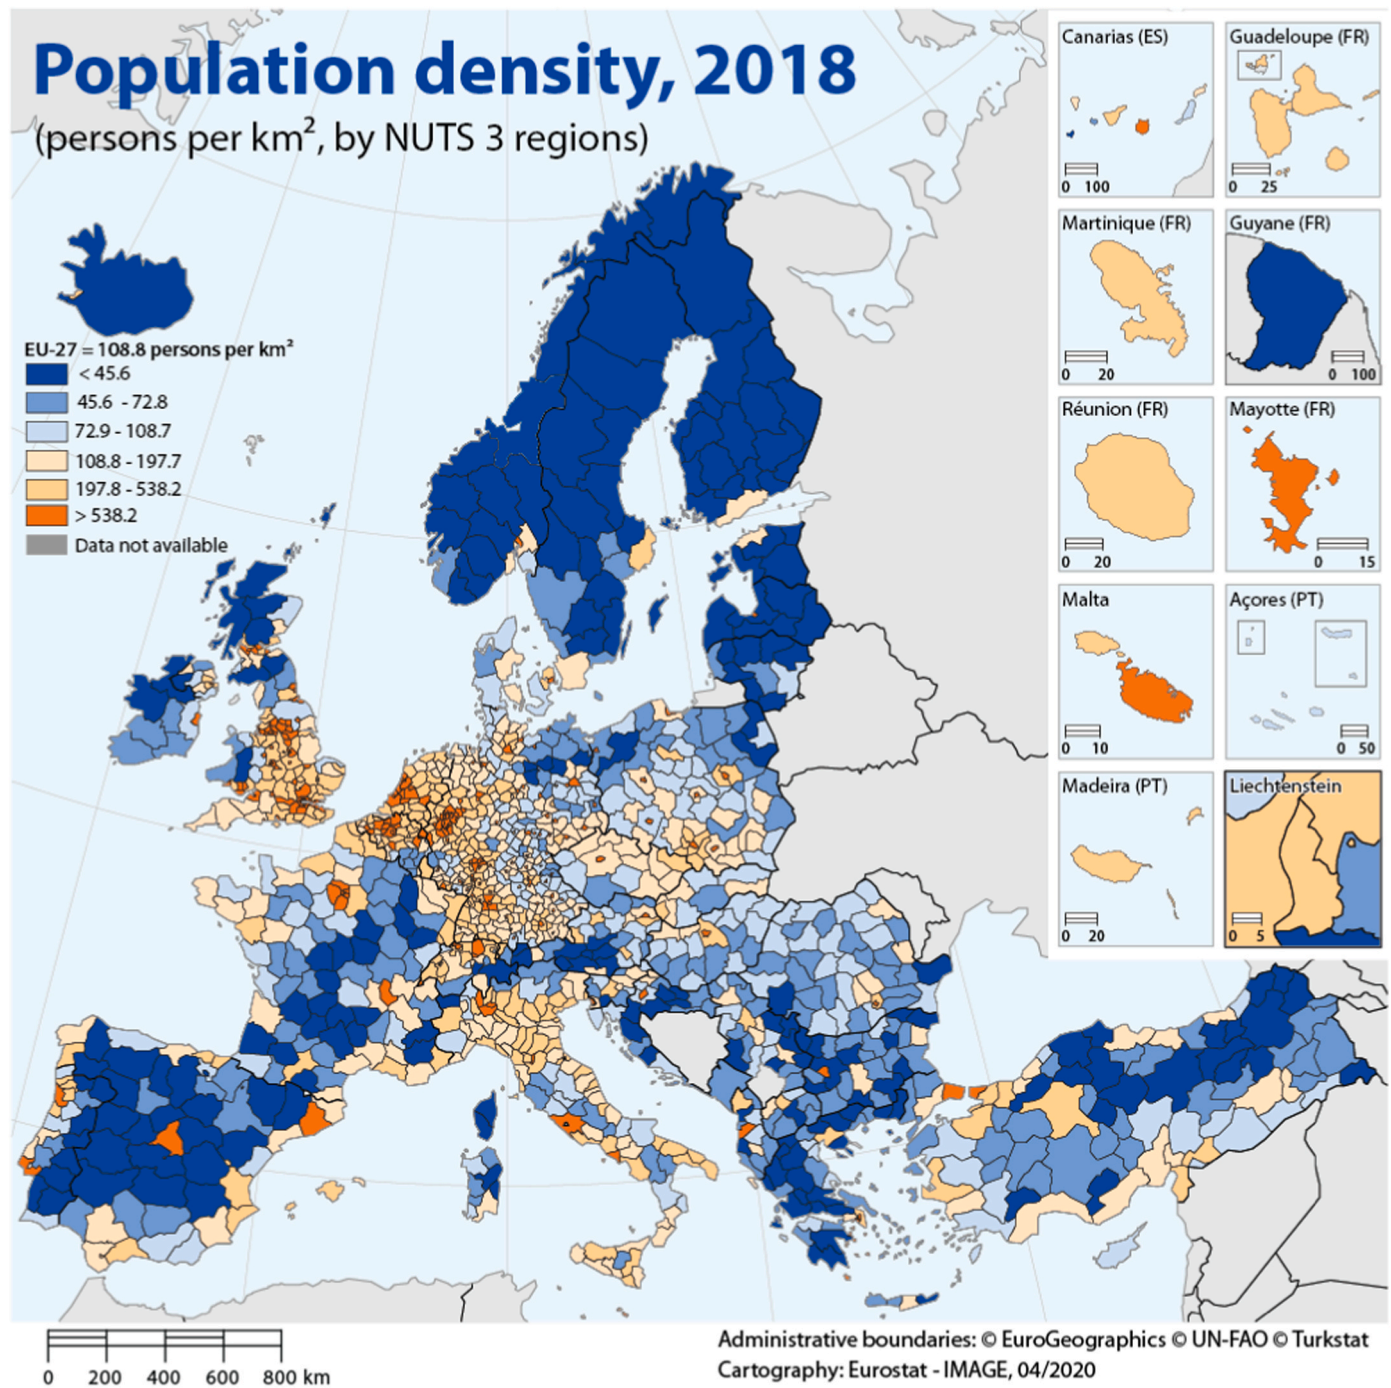 Population density, 2018
(persons per km², by NUTS 3 regions)
EU-27 = 108.8 persons per km²
< 45.6
45.6 - 72.8
72.9 - 108.7
108.8 - 197.7
197.8 - 538.2
> 538.2
Data not available
Canarias (ES)
0 100
Guadeloupe (FR)
0 25
Martinique (FR)
0 20
Guyane (FR)
0 100
Réunion (FR)
0 20
Mayotte (FR)
0 15
Malta
0 10
Açores (PT)
0 50
Madeira (PT)
0 20
Liechtenstein
0 5
0 200 400 600 800 km
Administrative boundaries: © EuroGeographics © UN-FAO © Turkstat
Cartography: Eurostat - IMAGE, 04/2020